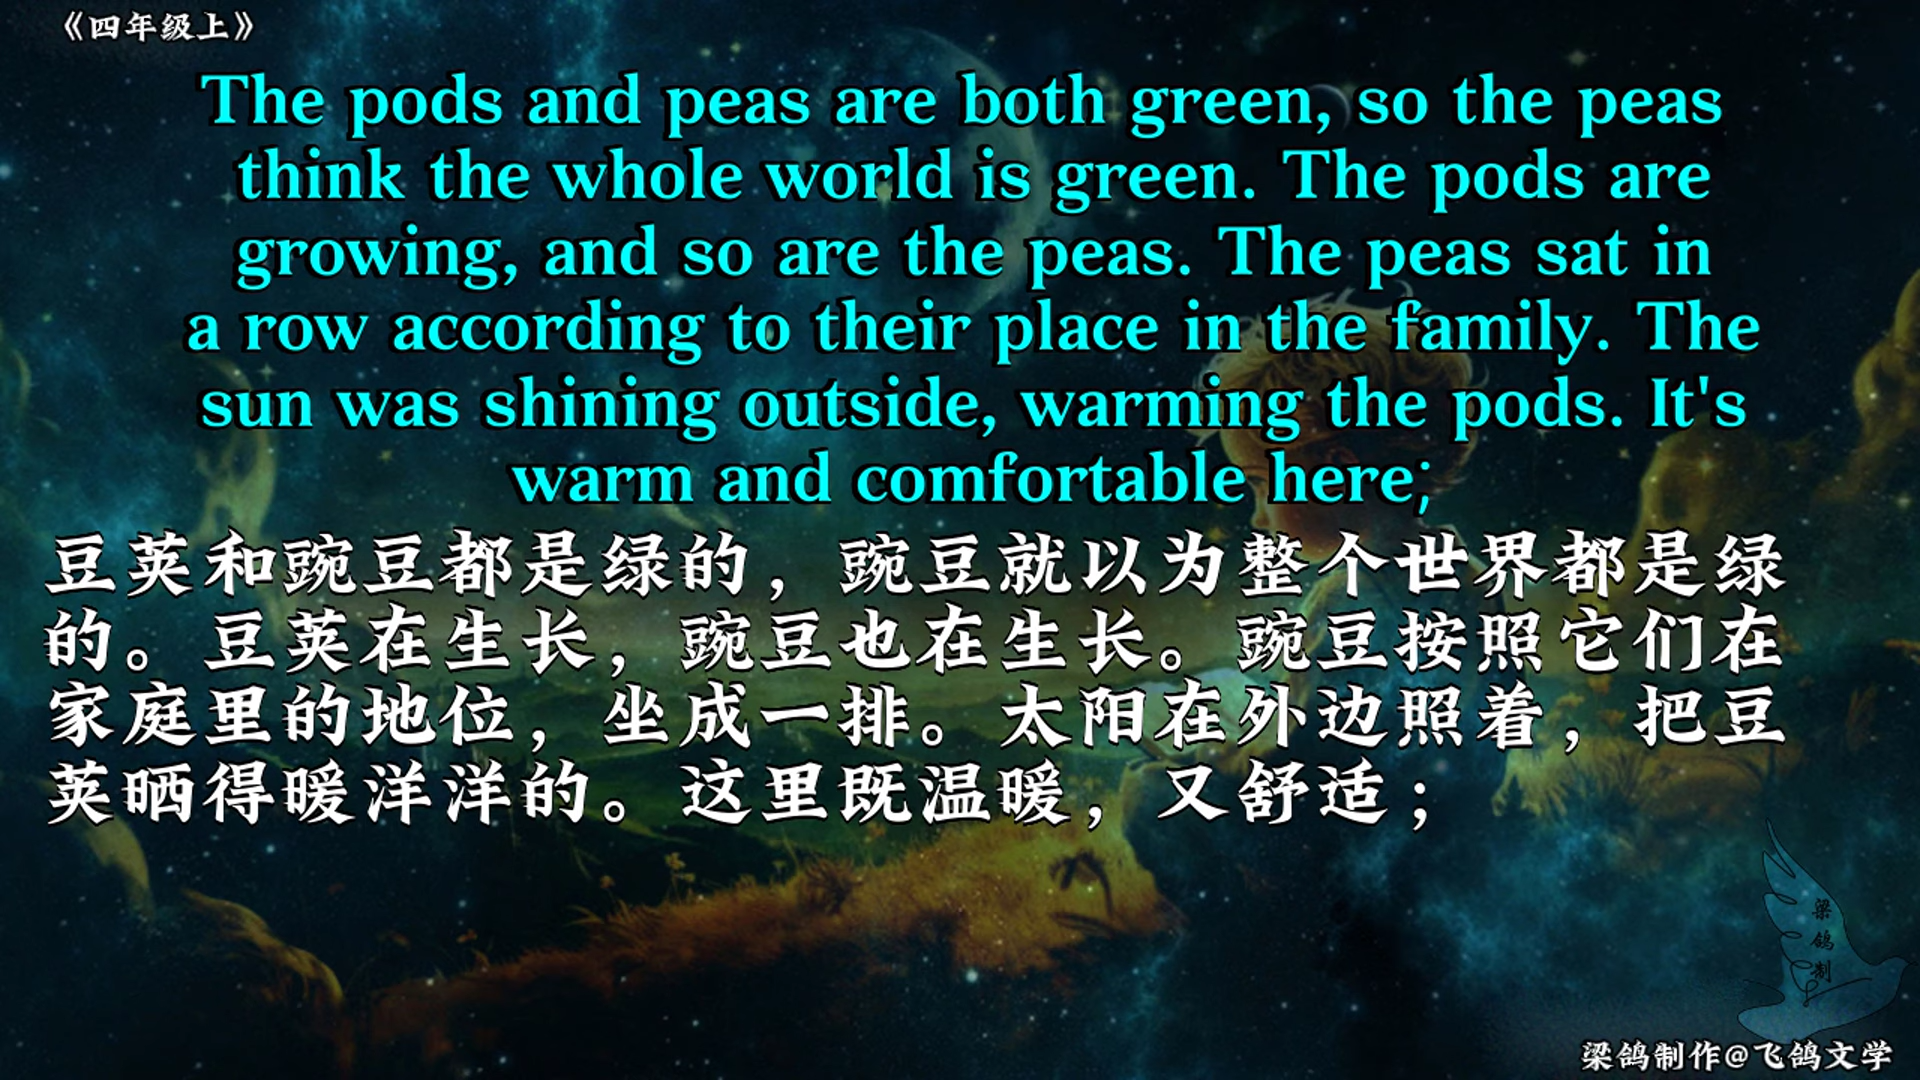 《四年级上》
The pods and peas are both green, so the peas
think the whole world is green. The pods are
growing, and so are the peas. The peas sat in
a row according to their place in the family. The
sun was shining outside, warming the pods. It's
warm and comfortable here;
豆荚和豌豆都是绿的，豌豆就以为整个世界都是绿
的。豆荚在生长，豌豆也在生长。豌豆按照它们在
家庭里的地位，坐成一排。太阳在外边照着，把豆
荚晒得暖洋洋的。这里既温暖，又舒适；
梁鸽制
梁鸽制作@飞鸽文学